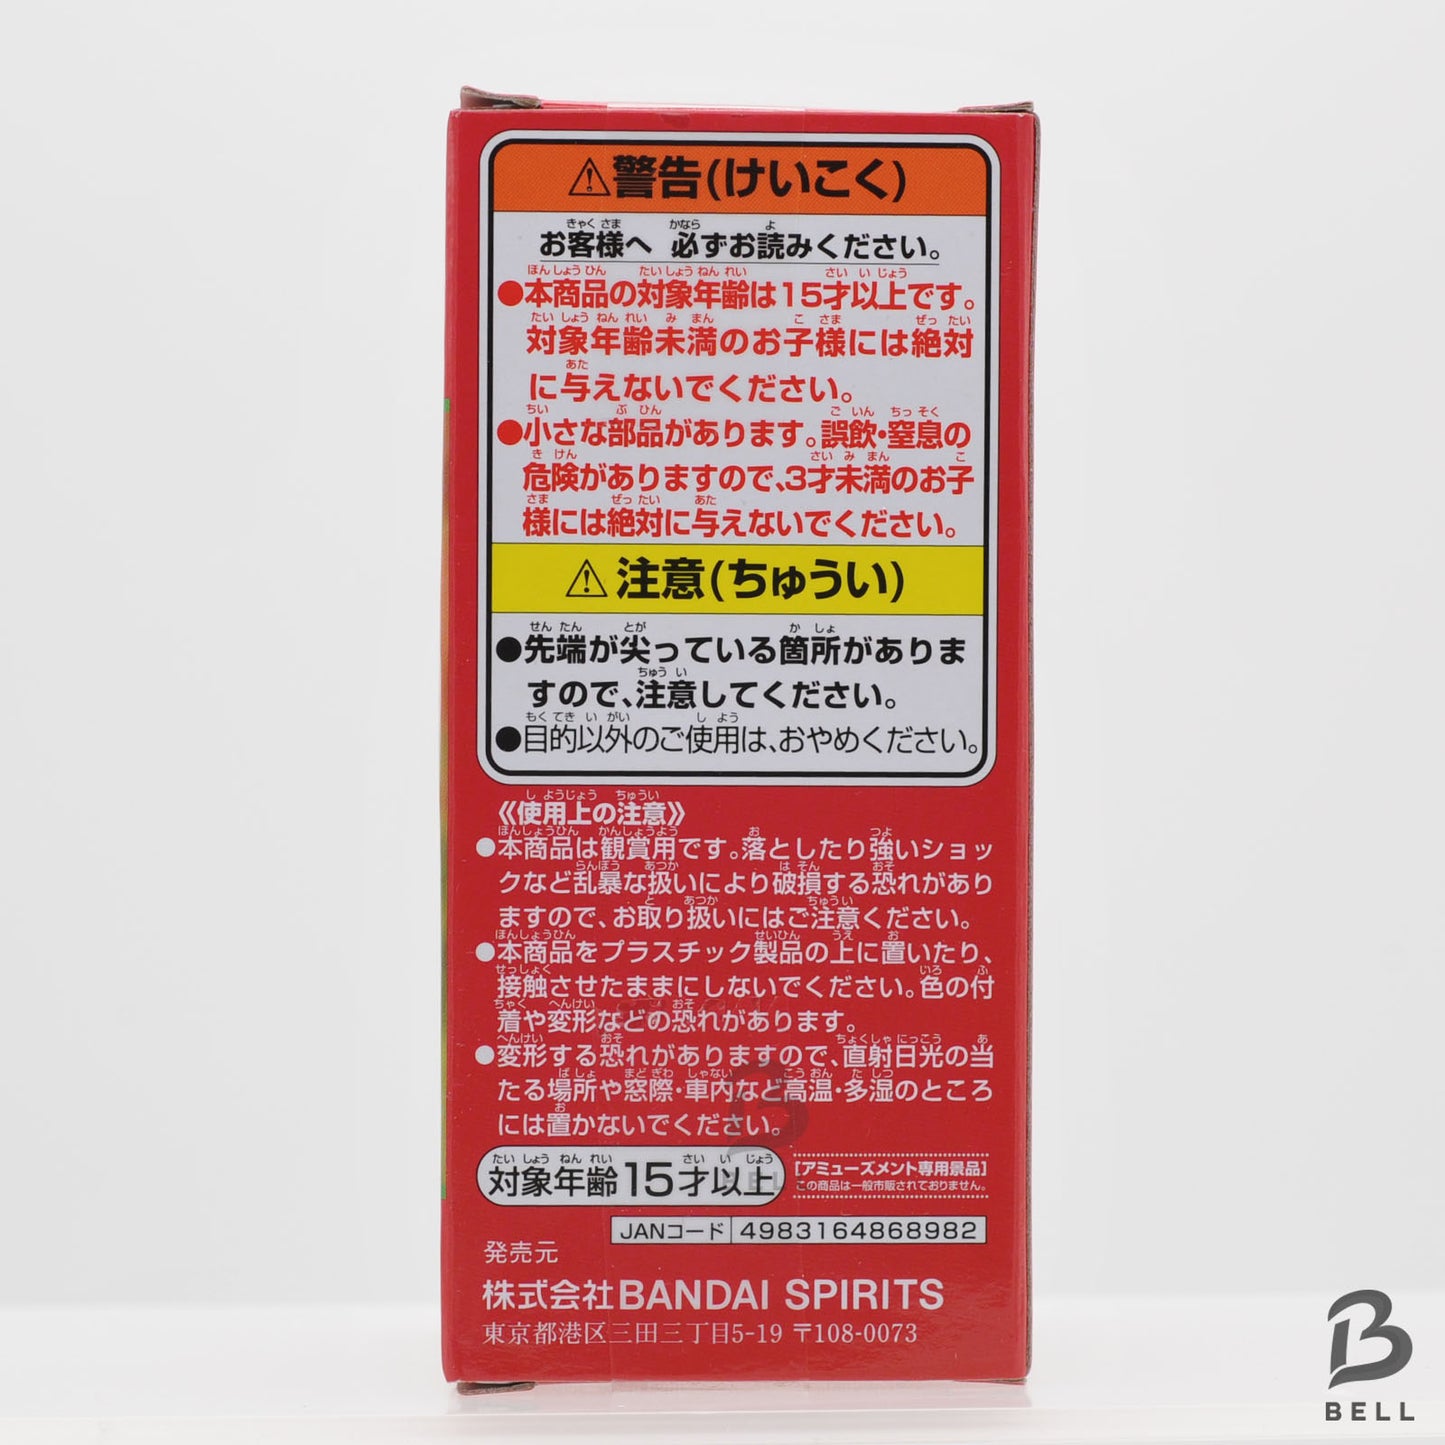 ⚠警告(けいこく)
お客様へ 必ずお読みください。
●本商品の対象年齢は15才以上です。
対象年齢未満のお子様には絶対
に与えないでください。
●小さな部品があります。誤飲・窒息の
危険がありますので、3才未満のお子
様には絶対に与えないでください。
⚠注意(ちゅうい)
●先端が尖っている箇所がありま
すので、注意してください。
●目的以外のご使用は、おやめください。
《使用上の注意》
●本商品は観賞用です。落としたり強いショッ
クなど乱暴な扱いにより破損する恐れがあり
ますので、お取り扱いにはご注意ください。
●本商品をプラスチック製品の上に置いたり、
接触させたままにしないでください。色の付
着や変形などの恐れがあります。
●変形する恐れがありますので、直射日光の当
たる場所や窓際・車内など高温・多湿のところ
には置かないでください。
対象年齢15才以上
[アミューズメント専用景品]
この商品は一般市販されておりません。
JANコード 4983164868982
発売元
株式会社BANDAI SPIRITS
東京都港区三田三丁目5-19 〒108-0073
B
BELL